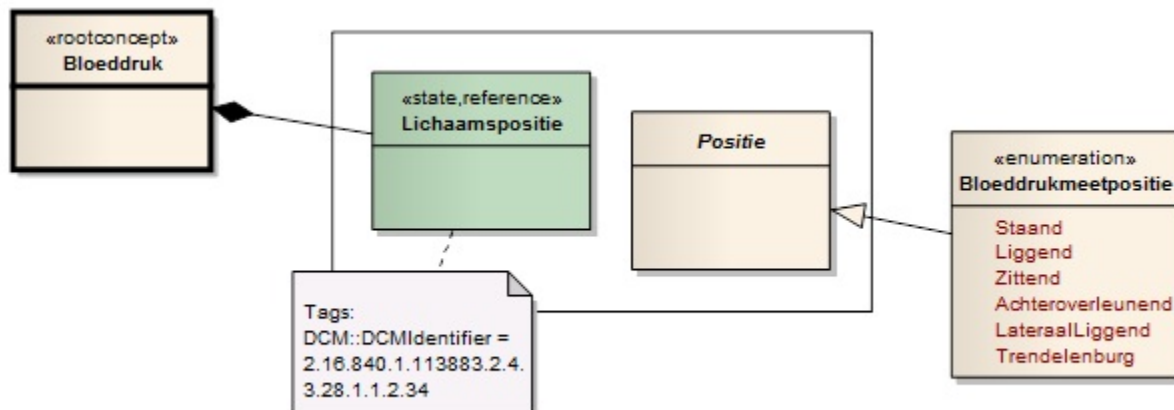 «rootconcept»
Bloeddruk
«state,reference»
Lichaamspositie
Positie
«enumeration»
Bloeddrukmeetpositie
Staand
Liggend
Zittend
Achteroverleunend
LateraalLiggend
Trendelenburg
Tags:
DCM::DCMIdentifier =
2.16.840.1.113883.2.4.
3.28.1.1.2.34